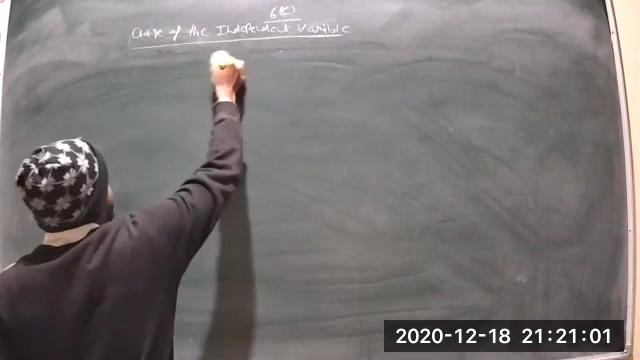 6(C)
Change of the Independent Variable
2020-12-18 21:21:01